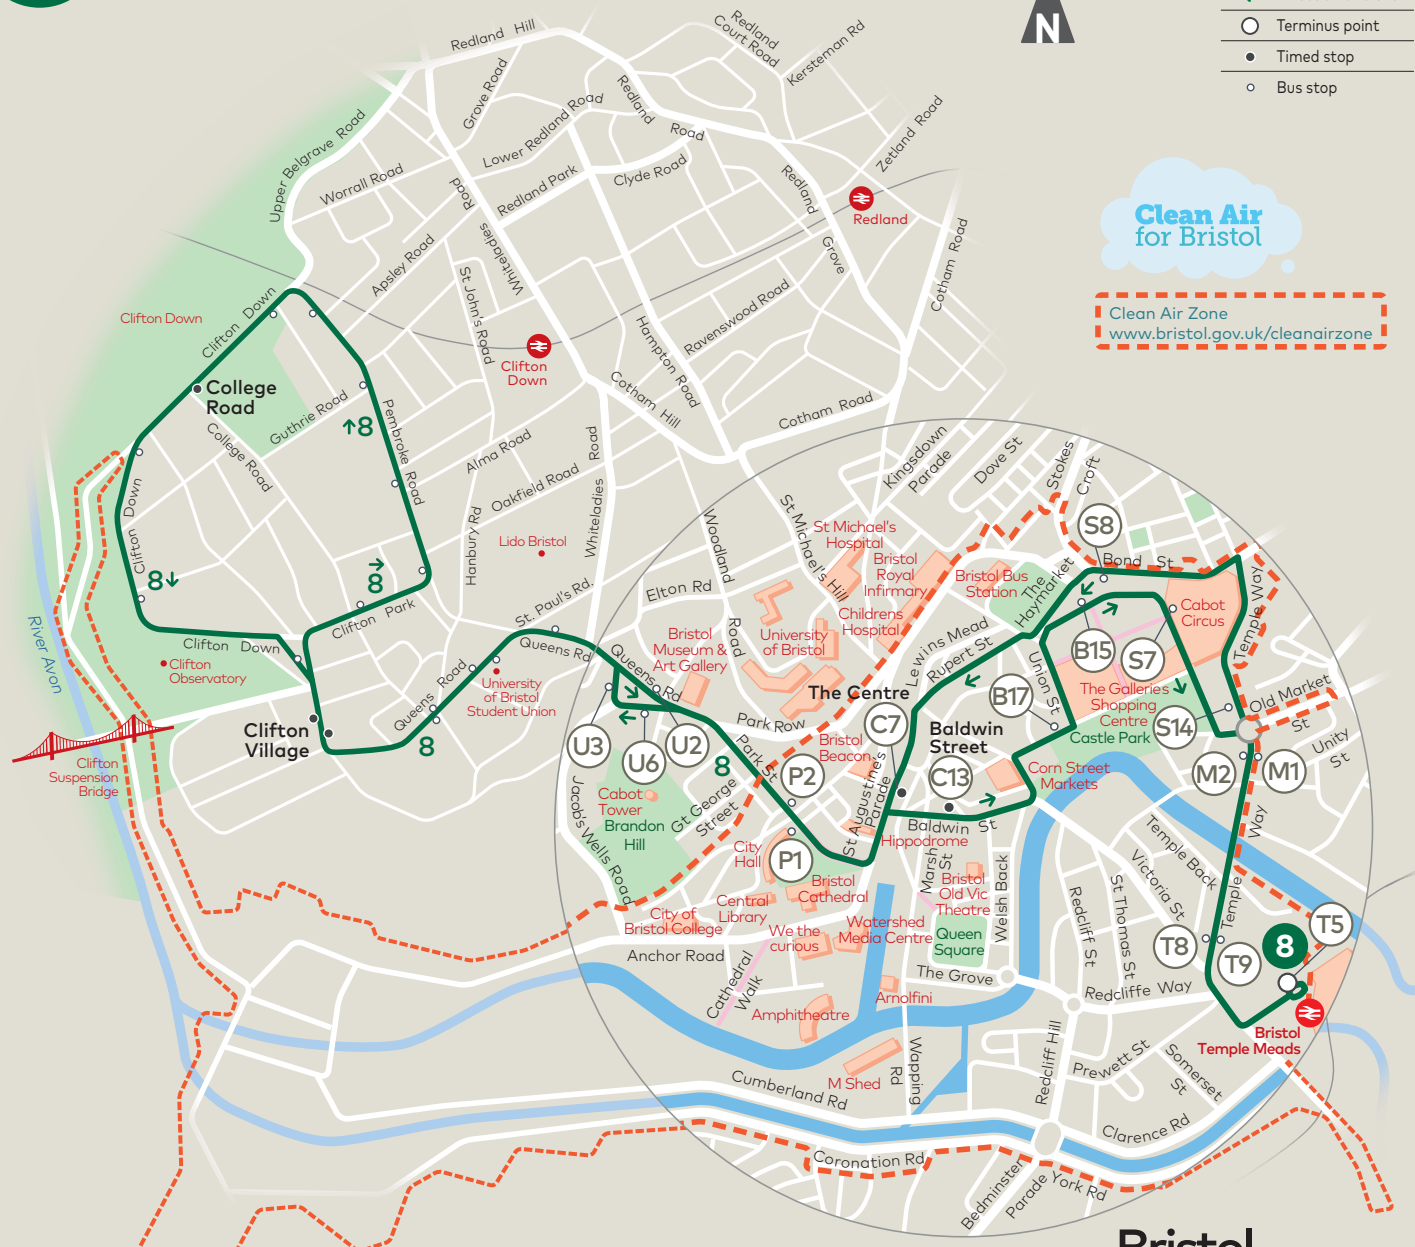 N
Terminus point
Timed stop
Bus stop
Clean Air
for Bristol
Clean Air Zone
www.bristol.gov.uk/cleanairzone
Redland Hill
Redland
Court Road
Kersteman Rd
Grove Road
Redland
Road
Lower Redland Road
Zetland Road
Upper Belgrave Road
Worrall Road
Redland Park
Clyde Road
Road
Whiteladies
Redland
Grove
Redland
Cotham Road
Apsley Road
St John's Road
Clifton Down
Clifton Down
Clifton
Down
Hampton Road
Ravenswood Road
College
Road
Guthrie Road
College Road
↑8
Pembroke Road
Cotham Hill
Cotham Road
Alma Road
Oakfield Road
Whiteladies Road
Hanbury Rd
Lido Bristol
Clifton Down
8↓
→
8
Clifton Park
Clifton Down
Clifton
Observatory
River Avon
Clifton
Suspension
Bridge
Clifton
Village
Queens Road
8
St. Paul's Rd.
Queens Rd
University
of Bristol
Student Union
Kingsdown
Parade
Dove St
Stokes
Croft
St Michael's Hill
St Michael's
Hospital
Bristol
Royal
Infirmary
Childrens
Hospital
Bristol Bus
Station
The
Haymarket
S8
Bond St
Woodland
Road
Elton Rd
Bristol
Museum &
Art Gallery
University
of Bristol
Queens Rd
Lewins Mead
Rupert St
Union St
B15
S7
Cabot
Circus
Temple Way
B17
The Galleries
Shopping
Centre
Castle Park
S14
Old Market
St
Unity
St
M2
M1
The Centre
C7
Baldwin
Street
C13
Corn Street
Markets
Park Row
Bristol
Beacon
U3
U6
U2
8
Park St
P2
Cabot
Tower
Brandon
Hill
Gt George
Street
Jacob's Wells Road
City
Hall
P1
St Augustine's
Parade
Baldwin St
Hippodrome
Marsh
St
Bristol
Old Vic
Theatre
Welsh Back
Queen
Square
Bristol
Cathedral
Central
Library
City of
Bristol College
We the
curious
Watershed
Media Centre
Anchor Road
Cathedral
Walk
Amphitheatre
Arnolfini
The Grove
M Shed
Wapping
Rd
Cumberland Rd
Coronation Rd
Temple Back
Victoria St
St Thomas St
Redcliff St
Temple
Way
T8
T9
8
T5
Redcliffe Way
Bristol
Temple Meads
Redcliff Hill
Prewett St
Somerset
St
Clarence Rd
York Rd
Bedminster
Parade
Bristol